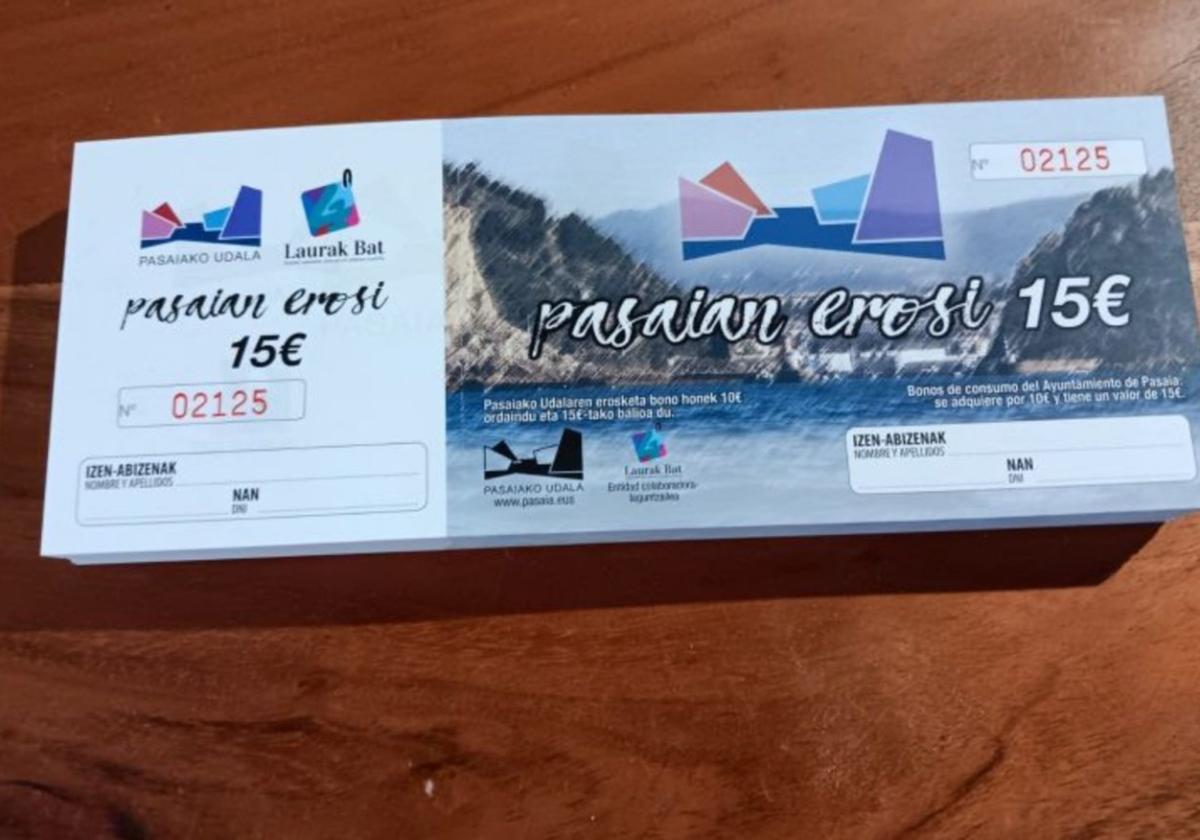 PASAIAKO UDALA
Laurak Bat
pasaian erosi
15€
Nº 02125
IZEN-ABIZENAK
NOMBRE Y APELLIDOS
NAN
DNI
Nº 02125
pasaian erosi 15€
Pasaiako Udalaren erosketa bono honek 10€
ordaindu eta 15€-tako balioa du.
Bonos de consumo del Ayuntamiento de Pasaia:
se adquiere por 10€ y tiene un valor de 15€.
PASAIAKO UDALA
www.pasaia.eus
Laurak Bat
Entidad colaboradora-
laguntzailea
IZEN-ABIZENAK
NOMBRE Y APELLIDOS
NAN
DNI